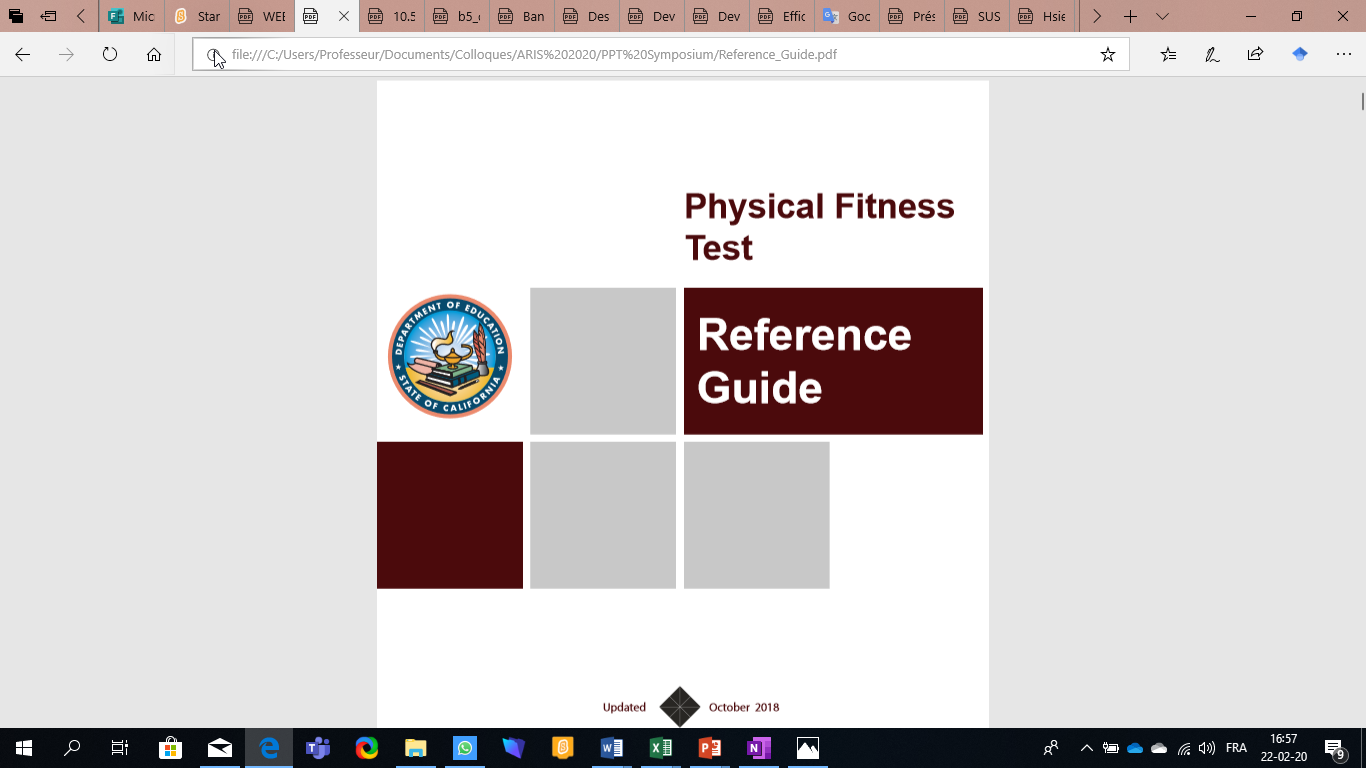 Mic
Star
WEE
10.5
b5_c
Ban
Des
Dev
Dev
Effic
Goc
Prés
SUS
Hsie
file:///C:/Users/Professeur/Documents/Colloques/ARIS%202020/PPT%20Symposium/Reference_Guide.pdf
Physical Fitness
Test
DEPARTMENT OF EDUCATION
STATE OF CALIFORNIA
Reference
Guide
Updated October 2018
FRA
16:57
22-02-20
9